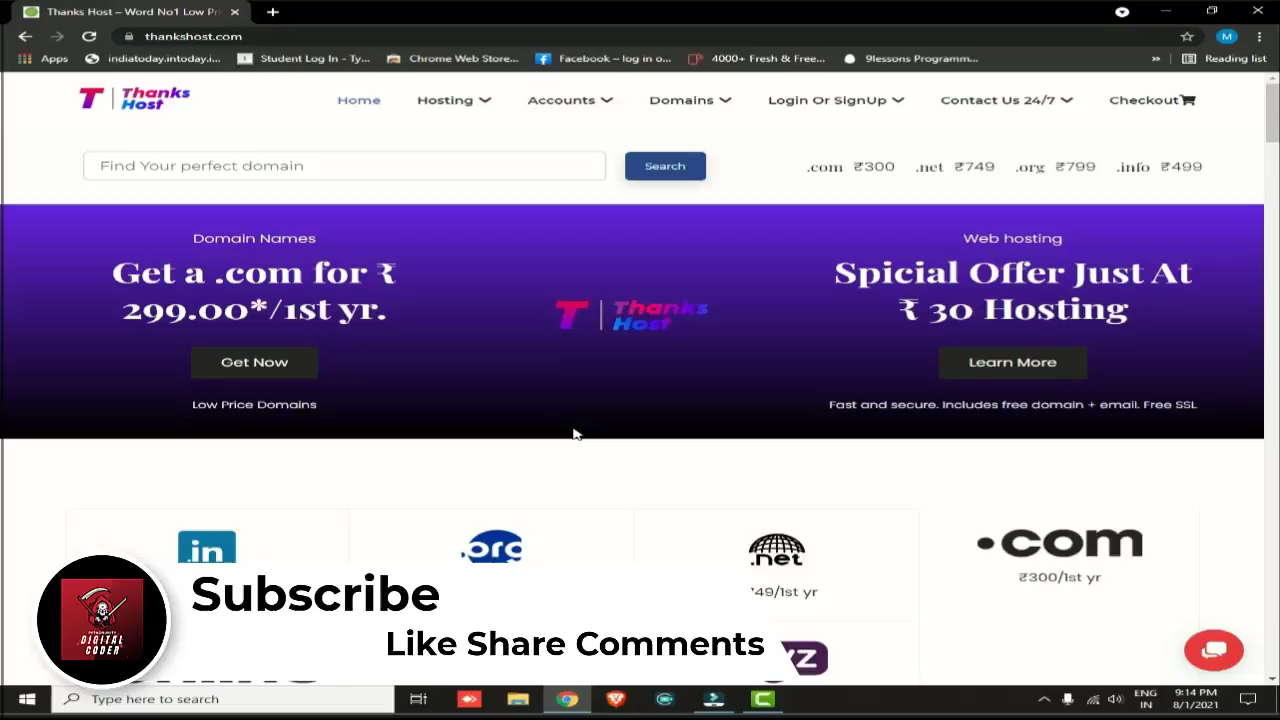 Thanks Host – Word No1 Low Pri
thankshost.com
Apps indiatoday.intoday.i... Student Log In - Ty... Chrome Web Store... Facebook – log in o... 4000+ Fresh & Free... 9lessons Programm... » Reading list
M
T | Thanks Host
Home Hosting Accounts Domains Login Or SignUp Contact Us 24/7 Checkout
Find Your perfect domain Search .com ₹300 .net ₹749 .org ₹799 .info ₹499
Domain Names
Get a .com for ₹
299.00*/1st yr.
Get Now
Low Price Domains
T | Thanks Host
Web hosting
Spicial Offer Just At
₹ 30 Hosting
Learn More
Fast and secure. Includes free domain + email. Free SSL
.in .org .net .com
₹300/1st yr
49/1st yr
Subscribe
Like Share Comments
DIGITAL
CODER
Type here to search
ENG
IN
9:14 PM
8/1/2021